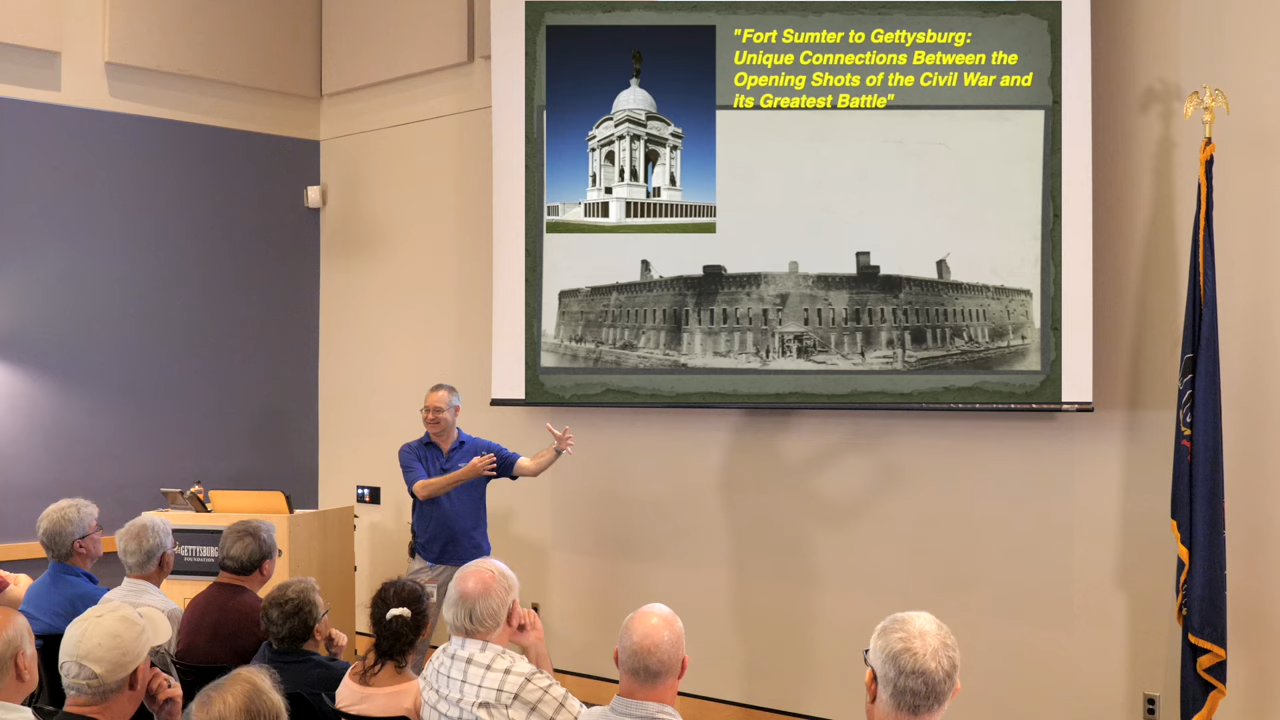 "Fort Sumter to Gettysburg:
Unique Connections Between the
Opening Shots of the Civil War and
its Greatest Battle"
GETTYSBURG
FOUNDATION